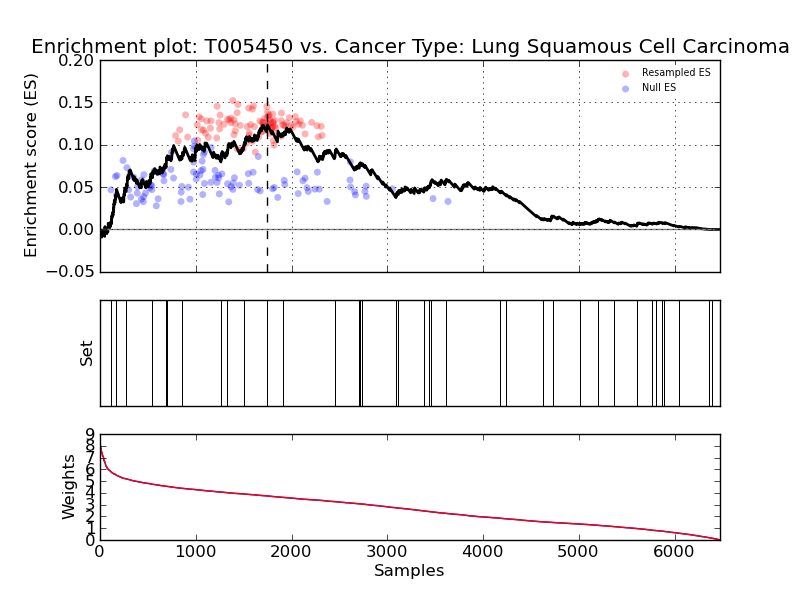 Enrichment plot: T005450 vs. Cancer Type: Lung Squamous Cell Carcinoma
0.20
0.15
0.10
0.05
0.00
−0.05
Enrichment score (ES)
Resampled ES
Null ES
Set
9
8
7
6
5
4
3
2
1
0
Weights
0 1000 2000 3000 4000 5000 6000
Samples